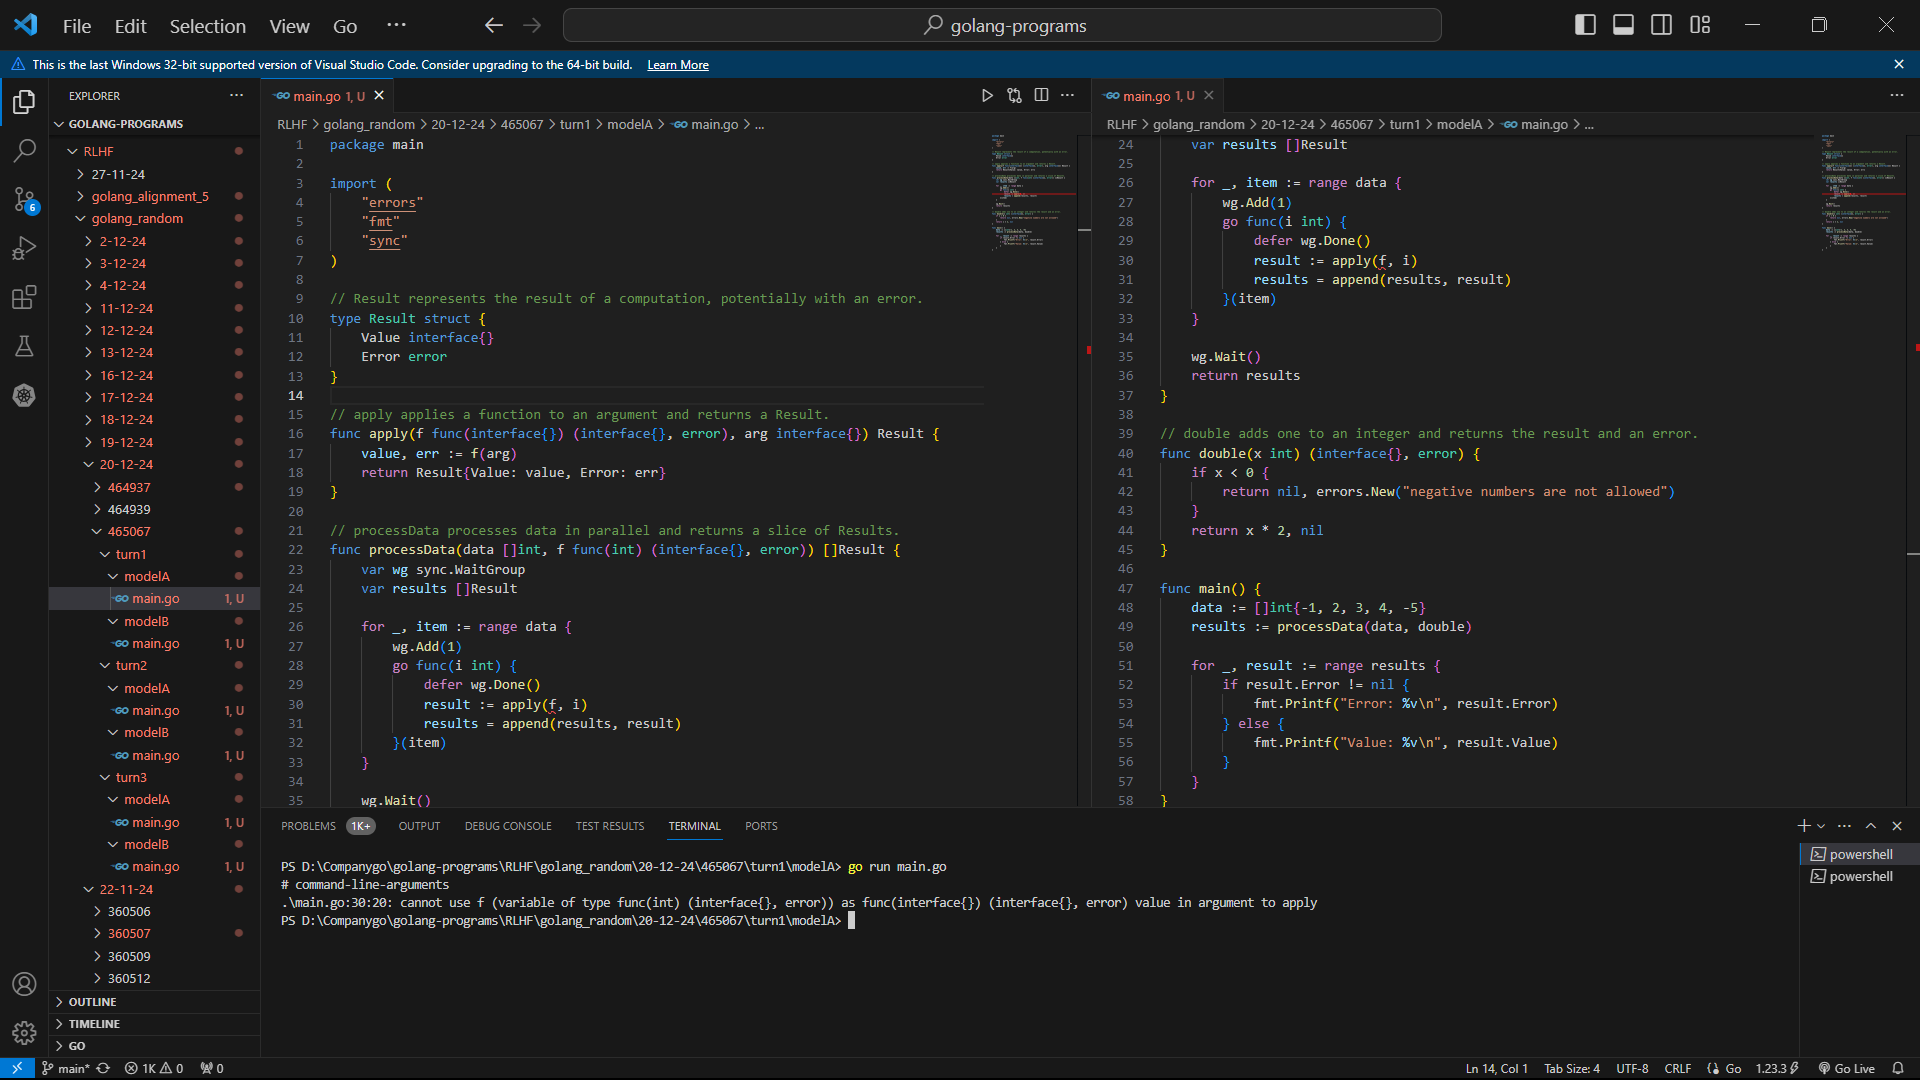 File Edit Selection View Go ···
golang-programs
This is the last Windows 32-bit supported version of Visual Studio Code. Consider upgrading to the 64-bit build. Learn More
EXPLORER
GOLANG-PROGRAMS
RLHF
27-11-24
golang_alignment_5
golang_random
2-12-24
3-12-24
4-12-24
11-12-24
12-12-24
13-12-24
16-12-24
17-12-24
18-12-24
19-12-24
20-12-24
464937
464939
465067
turn1
modelA
main.go 1, U
modelB
main.go 1, U
turn2
modelA
main.go 1, U
modelB
main.go 1, U
turn3
modelA
main.go 1, U
modelB
main.go 1, U
22-11-24
360506
360507
360509
360512
OUTLINE
TIMELINE
GO
main.go 1, U
RLHF > golang_random > 20-12-24 > 465067 > turn1 > modelA > main.go > ...
1 package main
2
3 import (
4 "errors"
5 "fmt"
6 "sync"
7 )
8
9 // Result represents the result of a computation, potentially with an error.
10 type Result struct {
11 Value interface{}
12 Error error
13 }
14
15 // apply applies a function to an argument and returns a Result.
16 func apply(f func(interface{}) (interface{}, error), arg interface{}) Result {
17 value, err := f(arg)
18 return Result{Value: value, Error: err}
19 }
20
21 // processData processes data in parallel and returns a slice of Results.
22 func processData(data []int, f func(int) (interface{}, error)) []Result {
23 var wg sync.WaitGroup
24 var results []Result
25
26 for _, item := range data {
27 wg.Add(1)
28 go func(i int) {
29 defer wg.Done()
30 result := apply(f, i)
31 results = append(results, result)
32 }(item)
33 }
34
35 wg.Wait()
main.go 1, U
RLHF > golang_random > 20-12-24 > 465067 > turn1 > modelA > main.go > ...
24 var results []Result
25
26 for _, item := range data {
27 wg.Add(1)
28 go func(i int) {
29 defer wg.Done()
30 result := apply(f, i)
31 results = append(results, result)
32 }(item)
33 }
34
35 wg.Wait()
36 return results
37 }
38
39 // double adds one to an integer and returns the result and an error.
40 func double(x int) (interface{}, error) {
41 if x < 0 {
42 return nil, errors.New("negative numbers are not allowed")
43 }
44 return x * 2, nil
45 }
46
47 func main() {
48 data := []int{-1, 2, 3, 4, -5}
49 results := processData(data, double)
50
51 for _, result := range results {
52 if result.Error != nil {
53 fmt.Printf("Error: %v\n", result.Error)
54 } else {
55 fmt.Printf("Value: %v\n", result.Value)
56 }
57 }
58 }
PROBLEMS 1K+ OUTPUT DEBUG CONSOLE TEST RESULTS TERMINAL PORTS
PS D:\Companygo\golang-programs\RLHF\golang_random\20-12-24\465067\turn1\modelA> go run main.go
# command-line-arguments
.\main.go:30:20: cannot use f (variable of type func(int) (interface{}, error)) as func(interface{}) (interface{}, error) value in argument to apply
PS D:\Companygo\golang-programs\RLHF\golang_random\20-12-24\465067\turn1\modelA>
powershell
powershell
6
main* 1K 0 0
Ln 14, Col 1 Tab Size: 4 UTF-8 CRLF Go 1.23.3 Go Live